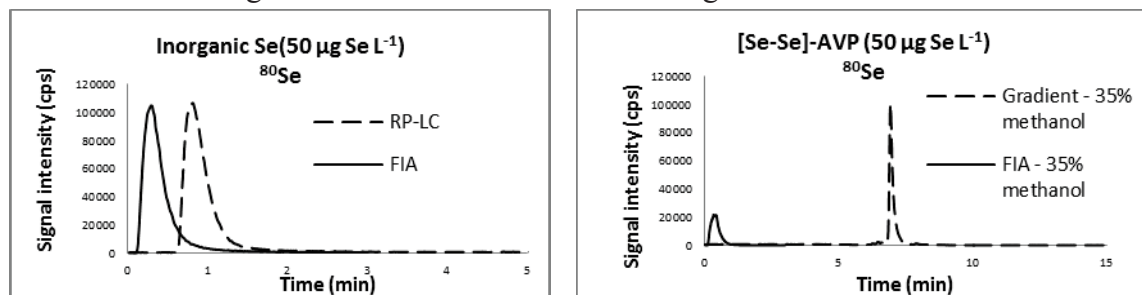 Inorganic Se(50 µg Se L⁻¹)
⁸⁰Se
Signal intensity (cps)
120000
100000
80000
60000
40000
20000
0
RP-LC
FIA
0 1 2 3 4 5
Time (min)
[Se-Se]-AVP (50 µg Se L⁻¹)
⁸⁰Se
Signal intensity (cps)
120000
100000
80000
60000
40000
20000
0
Gradient - 35%
methanol
FIA - 35%
methanol
0 5 10 15
Time (min)